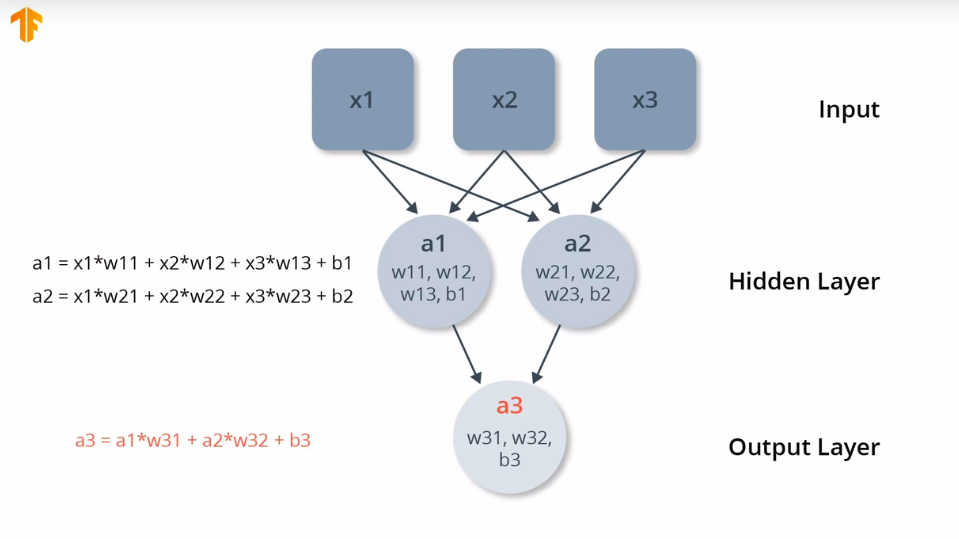 x1
x2
x3
Input
a1
w11, w12,
w13, b1
a2
w21, w22,
w23, b2
Hidden Layer
a1 = x1*w11 + x2*w12 + x3*w13 + b1
a2 = x1*w21 + x2*w22 + x3*w23 + b2
a3
w31, w32,
b3
a3 = a1*w31 + a2*w32 + b3
Output Layer